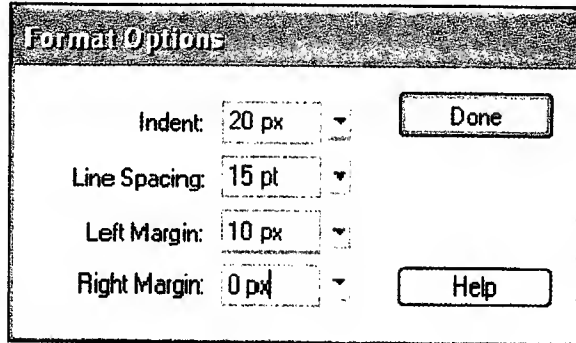 Format Options
Indent: 20 px
Done
Line Spacing: 15 pt
Left Margin: 10 px
Right Margin: 0 px
Help